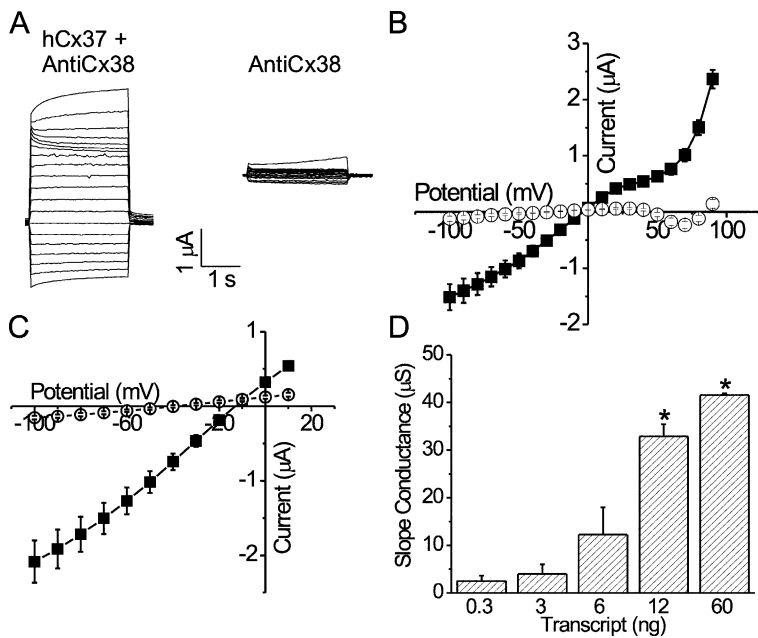 A
hCx37 +
AntiCx38
AntiCx38
1 µA
1 s
B
3
2
1
-1
-2
Current (µA)
Potential (mV)
-100
-50
50
100
C
1
-1
-2
Current (µA)
Potential (mV)
-100
-60
-20
20
D
50
40
30
20
10
0
Slope Conductance (µS)
*
*
0.3
3
6
12
60
Transcript (ng)